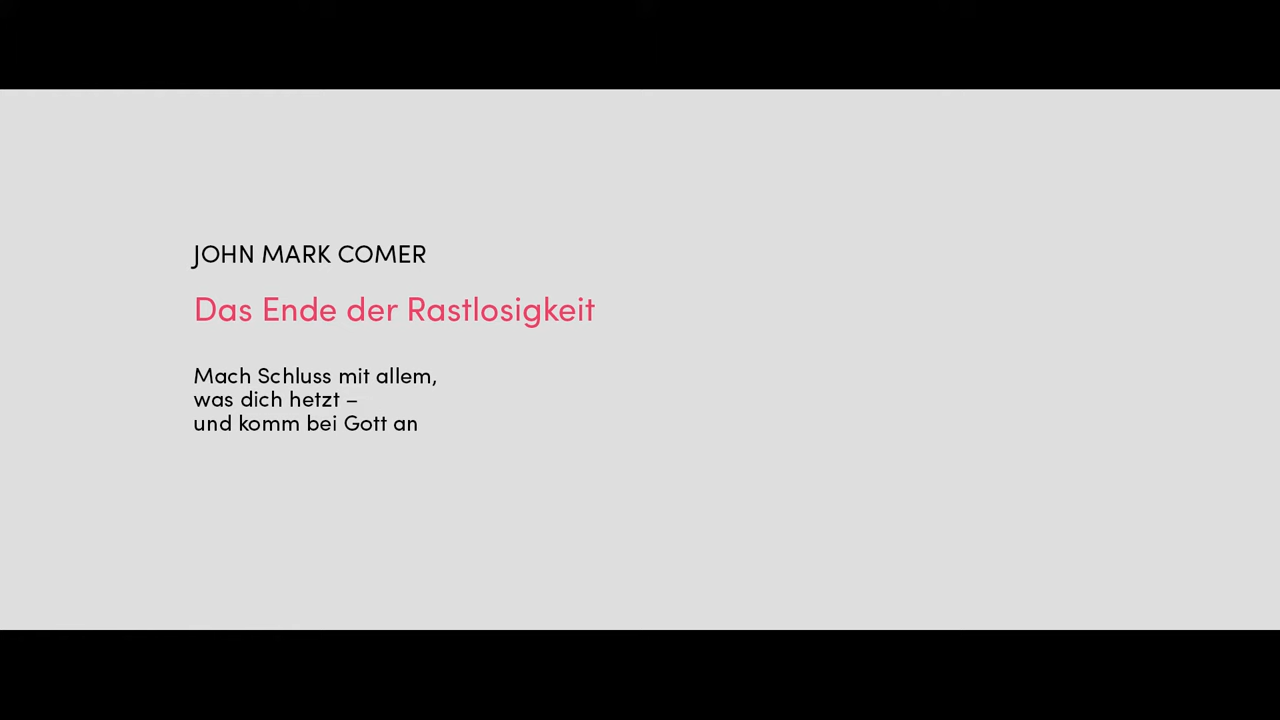 JOHN MARK COMER
Das Ende der Rastlosigkeit
Mach Schluss mit allem,
was dich hetzt –
und komm bei Gott an